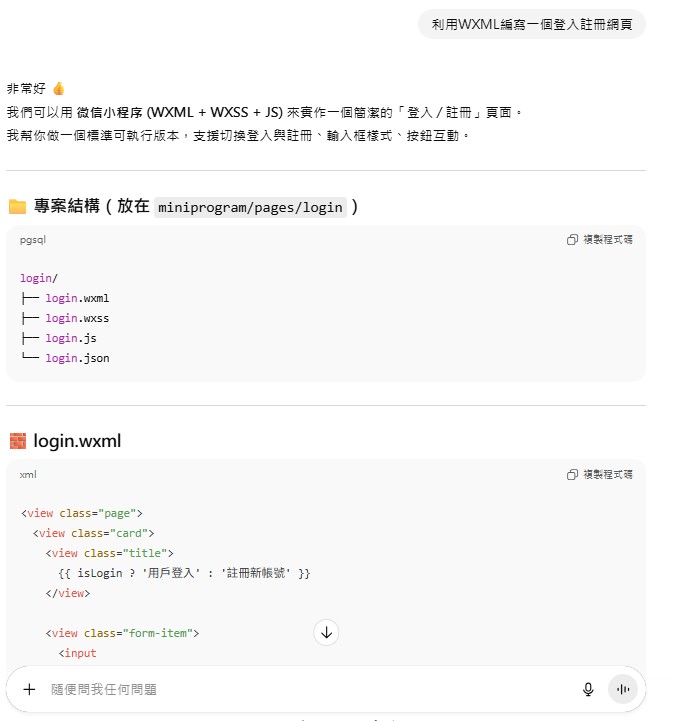 利用WXML編寫一個登入註冊網頁
非常好 👍
我們可以用 微信小程序 (WXML + WXSS + JS) 來實作一個簡潔的「登入 / 註冊」頁面。
我幫你做一個標準可執行版本，支援切換登入與註冊、輸入框樣式、按鈕互動。
專案結構（放在 miniprogram/pages/login ）
pgsql
複製程式碼
login/
├── login.wxml
├── login.wxss
├── login.js
└── login.json
login.wxml
xml
複製程式碼
<view class="page">
<view class="card">
<view class="title">
{{ isLogin ? '用戶登入' : '註冊新帳號' }}
</view>
<view class="form-item">
<input
隨便問我任何問題